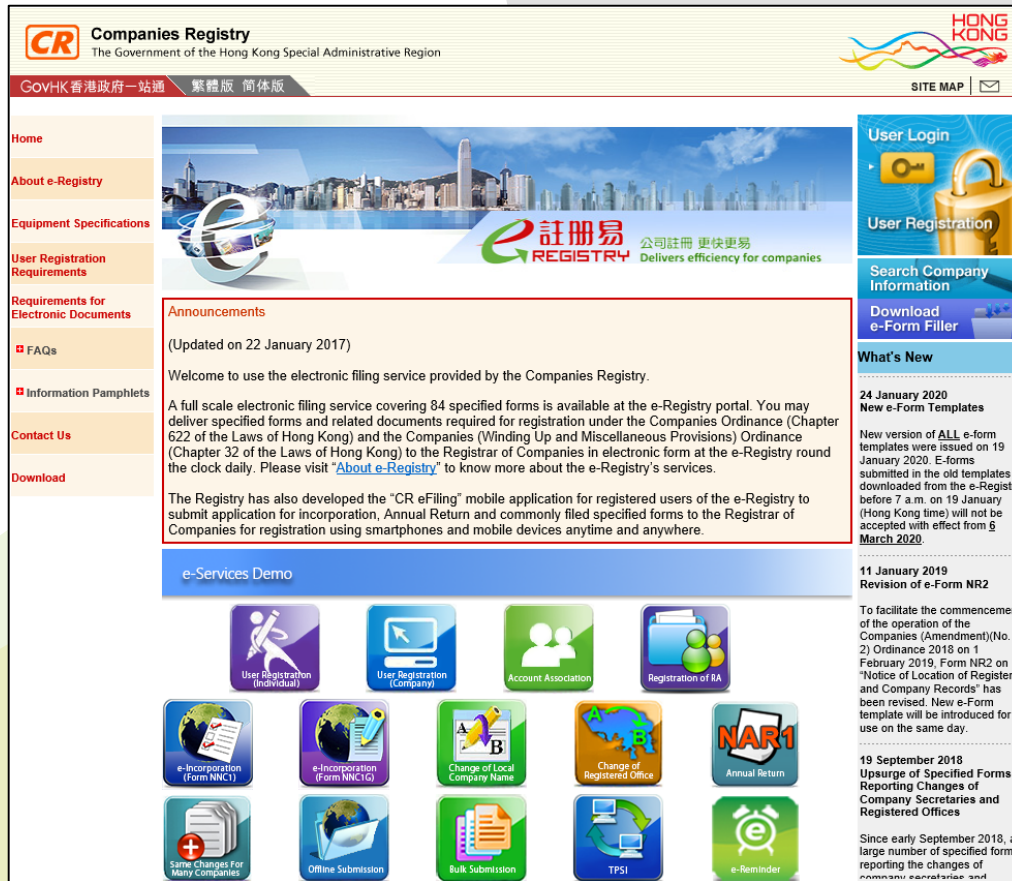 CR Companies Registry
The Government of the Hong Kong Special Administrative Region
HONG
KONG
GovHK 香港政府一站通 繁體版 简体版
SITE MAP
Home
About e-Registry
Equipment Specifications
User Registration
Requirements
Requirements for
Electronic Documents
FAQs
Information Pamphlets
Contact Us
Download
e
註冊易
REGISTRY
公司註冊 更快更易
Delivers efficiency for companies
Announcements
(Updated on 22 January 2017)
Welcome to use the electronic filing service provided by the Companies Registry.
A full scale electronic filing service covering 84 specified forms is available at the e-Registry portal. You may
deliver specified forms and related documents required for registration under the Companies Ordinance (Chapter
622 of the Laws of Hong Kong) and the Companies (Winding Up and Miscellaneous Provisions) Ordinance
(Chapter 32 of the Laws of Hong Kong) to the Registrar of Companies in electronic form at the e-Registry round
the clock daily. Please visit “About e-Registry” to know more about the e-Registry’s services.
The Registry has also developed the “CR eFiling” mobile application for registered users of the e-Registry to
submit application for incorporation, Annual Return and commonly filed specified forms to the Registrar of
Companies for registration using smartphones and mobile devices anytime and anywhere.
e-Services Demo
User Registration
(Individual)
User Registration
(Company)
Account Association
Registration of RA
e-Incorporation
(Form NNC1)
e-Incorporation
(Form NNC1G)
A B
Change of Local
Company Name
A B
Change of
Registered Office
NAR1
Annual Return
Same Changes For
Many Companies
Offline Submission
Bulk Submission
TPSI
e
e-Reminder
User Login
User Registration
Search Company
Information
Download
e-Form Filler
What's New
24 January 2020
New e-Form Templates
New version of ALL e-form
templates were issued on 19
January 2020. E-forms
submitted in the old templates
downloaded from the e-Regist
before 7 a.m. on 19 January
(Hong Kong time) will not be
accepted with effect from 6
March 2020.
11 January 2019
Revision of e-Form NR2
To facilitate the commenceme
of the operation of the
Companies (Amendment)(No.
2) Ordinance 2018 on 1
February 2019, Form NR2 on
“Notice of Location of Register
and Company Records” has
been revised. New e-Form
template will be introduced for
use on the same day.
19 September 2018
Upsurge of Specified Forms
Reporting Changes of
Company Secretaries and
Registered Offices
Since early September 2018, a
large number of specified form
reporting the changes of
company secretaries and